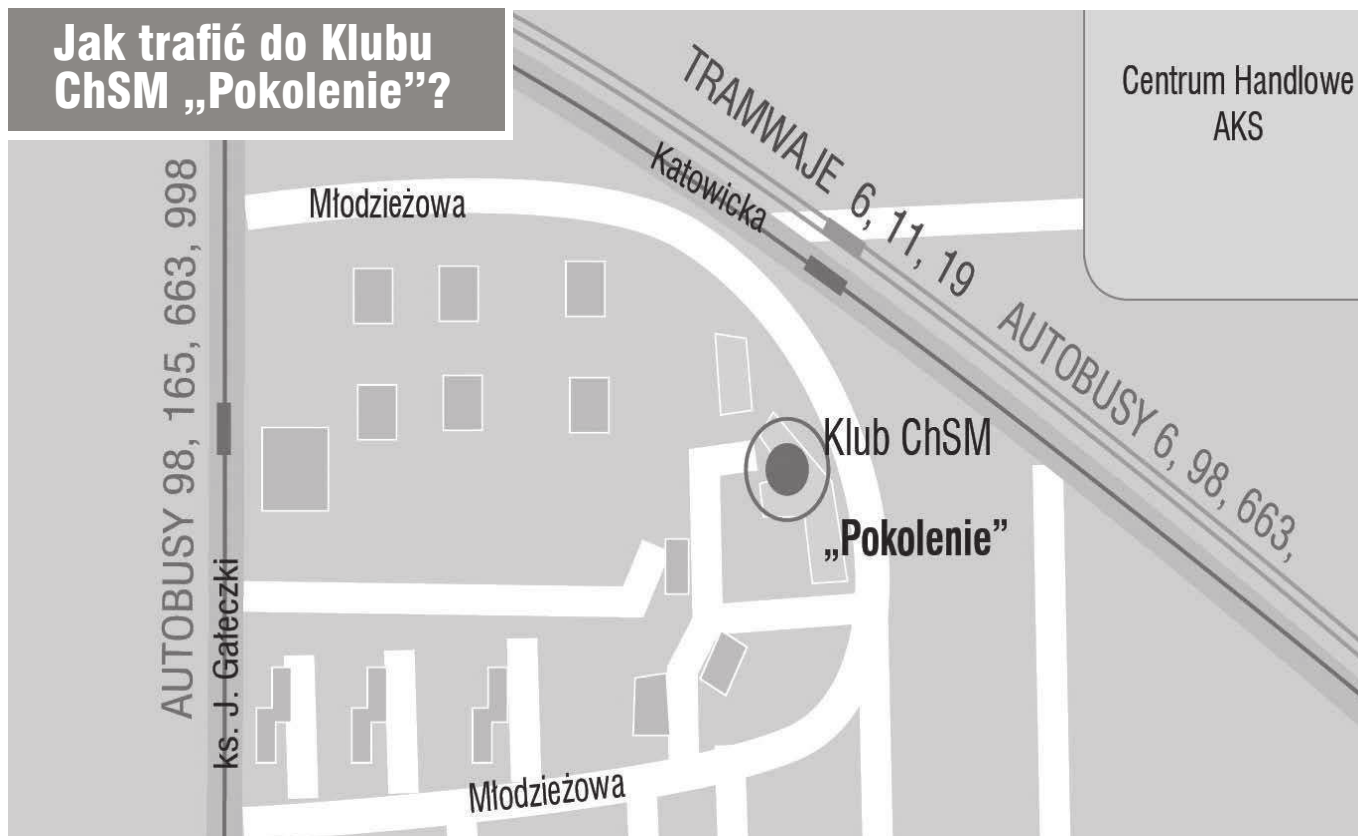 Jak trafić do Klubu
ChSM „Pokolenie”?
TRAMWAJE 6, 11, 19
Centrum Handlowe
AKS
Katowicka
Młodzieżowa
AUTOBUSY 98, 165, 663, 998
AUTOBUSY 6, 98, 663,
Klub ChSM
„Pokolenie”
ks. J. Gałeczki
Młodzieżowa